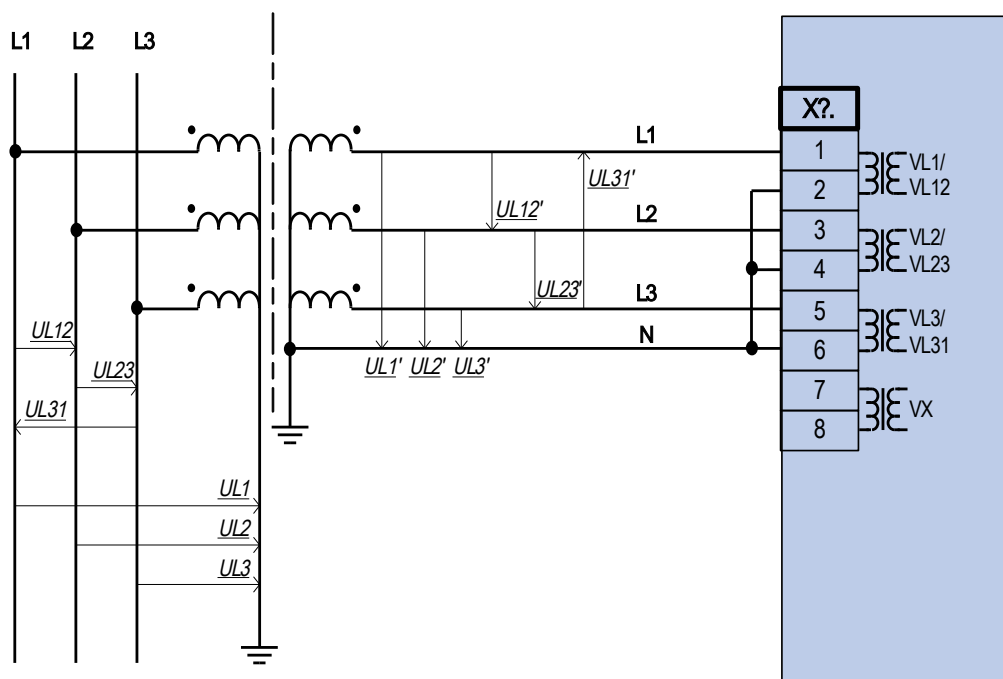 L1 L2 L3
X?.
L1
1
VL1/
UL31'
2
VL12
UL12'
L2
3
VL2/
4
VL23
UL23'
L3
5
VL3/
UL12
N
6
VL31
UL1' UL2' UL3'
UL23
7
UL31
VX
8
UL1
UL2
UL3